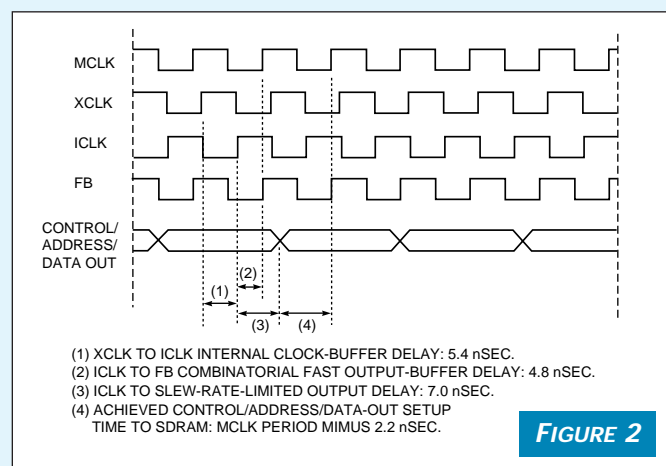 MCLK
XCLK
ICLK
FB
CONTROL/
ADDRESS/
DATA OUT
(2)
(1)
(3)
(4)
(1) XCLK TO ICLK INTERNAL CLOCK-BUFFER DELAY: 5.4 nSEC.
(2) ICLK TO FB COMBINATORIAL FAST OUTPUT-BUFFER DELAY: 4.8 nSEC.
(3) ICLK TO SLEW-RATE-LIMITED OUTPUT DELAY: 7.0 nSEC.
(4) ACHIEVED CONTROL/ADDRESS/DATA-OUT SETUP
TIME TO SDRAM: MCLK PERIOD MIMUS 2.2 nSEC.
FIGURE 2